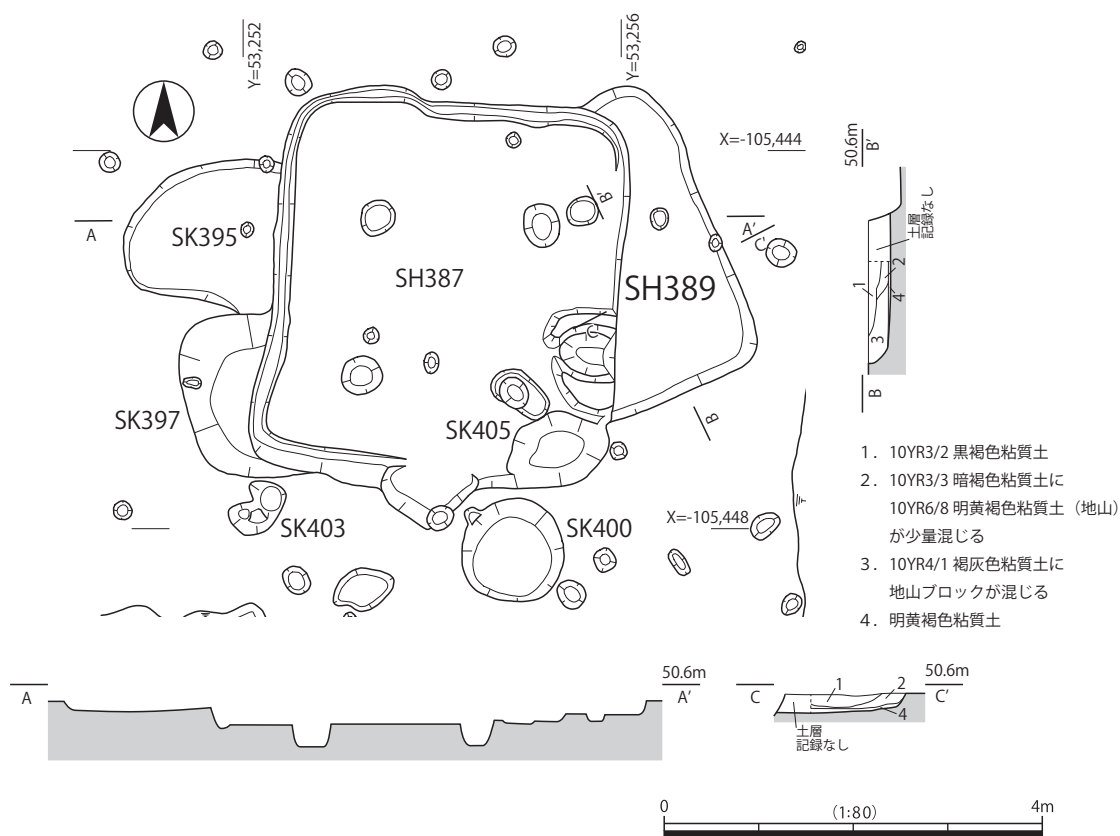 Y=53,252
Y=53,256
X=-105,444
50.6m
B'
A
SK395
SH387
B'
A'
C'
SH389
土層
記録なし
1
2
4
3
C
B
B
SK397
SK405
SK403
SK400
X=-105,448
1. 10YR3/2 黒褐色粘質土
2. 10YR3/3 暗褐色粘質土に
10YR6/8 明黄褐色粘質土（地山）
が少量混じる
3. 10YR4/1 褐灰色粘質土に
地山ブロックが混じる
4. 明黄褐色粘質土
A
50.6m
A'
C
1
2
4
50.6m
C'
土層
記録なし
0
(1:80)
4m